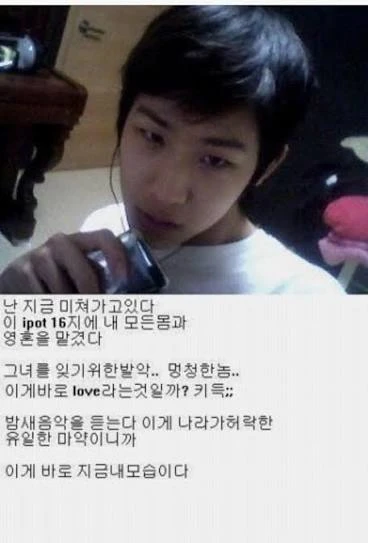 난 지금 미쳐가고있다
이 ipot 16지에 내 모든몸과
영혼을 말겼다
그녀를 잊기위한발악.. 멍청한놈..
이게바로 love라는것일까? 키득;;
밤새음악을 듣는다 이게 나라가허락한
유일한 마약이니까
이게 바로 지금내모습이다